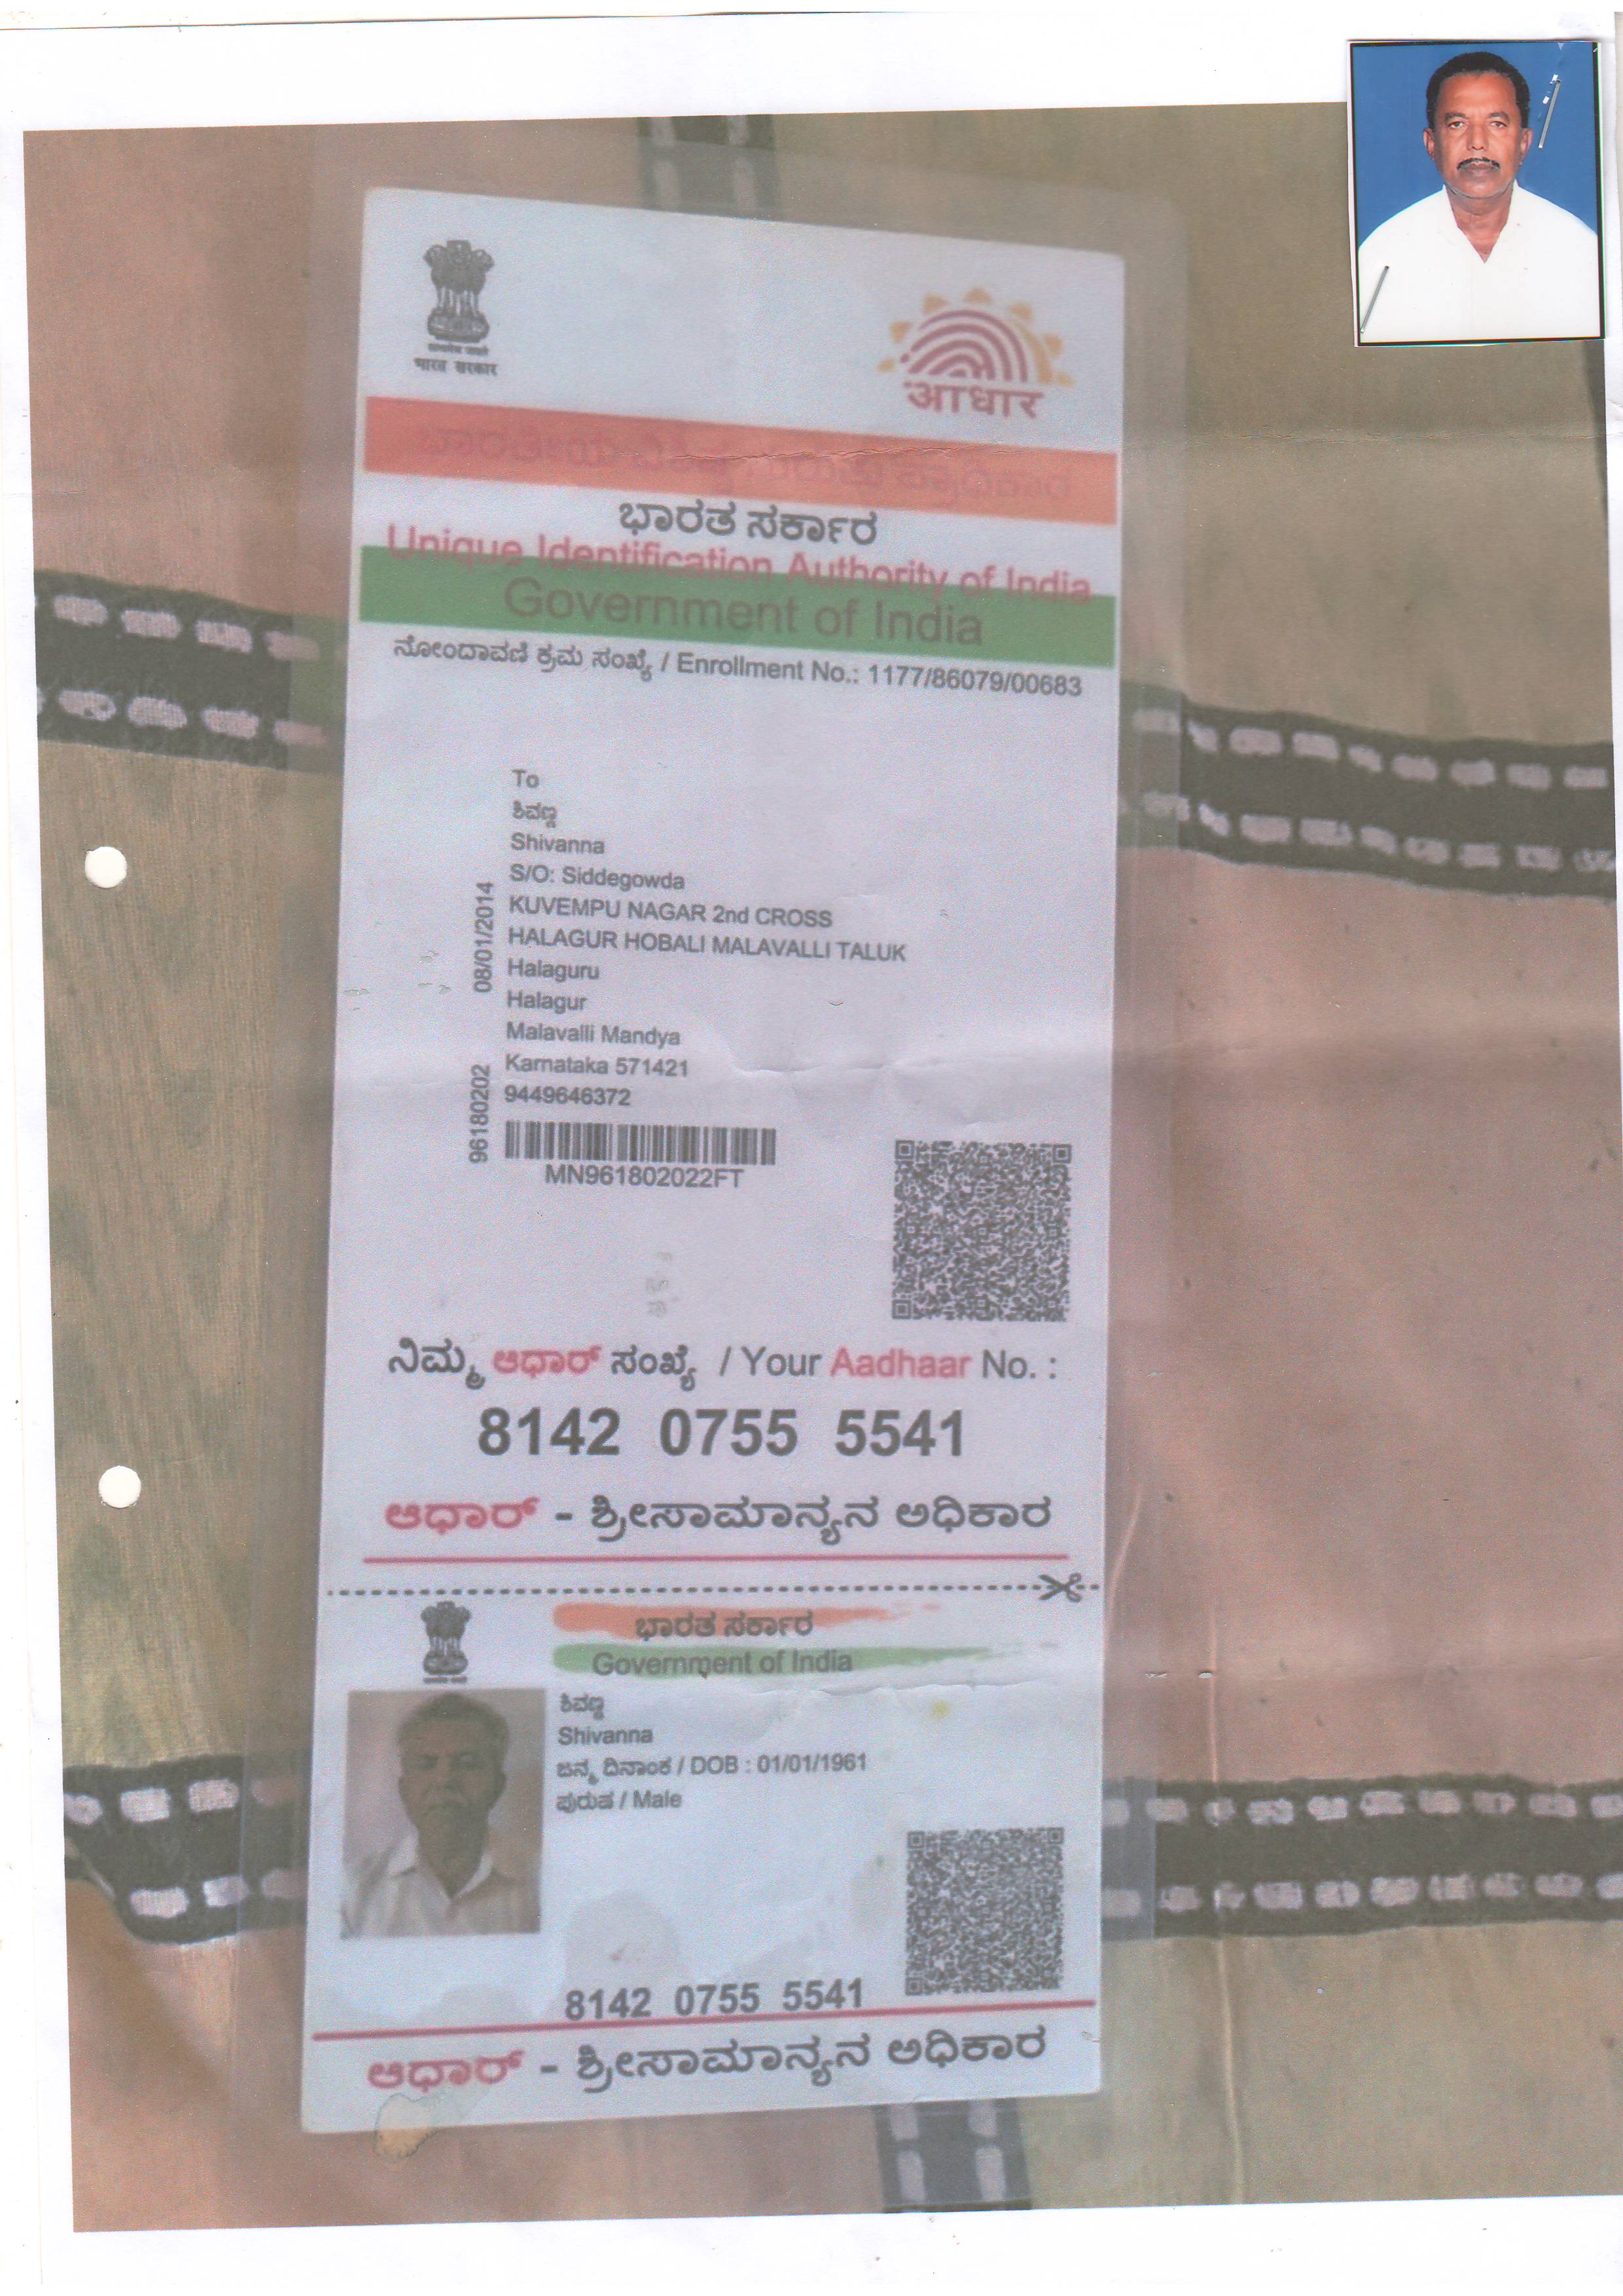 भारत सरकार
आधार
ಭಾರತ ಸರ್ಕಾರ
Unique Identification Authority of India
Government of India
ನೋಂದಾವಣಿ ಕ್ರಮ ಸಂಖ್ಯೆ / Enrollment No.: 1177/86079/00683
To
ಶಿವಣ್ಣ
Shivanna
S/O: Siddegowda
KUVEMPU NAGAR 2nd CROSS
HALAGUR HOBALI MALAVALLI TALUK
Halaguru
Halagur
Malavalli Mandya
Karnataka 571421
9449646372
08/01/2014
96180202
MN961802022FT
ನಿಮ್ಮ ಆಧಾರ್ ಸಂಖ್ಯೆ / Your Aadhaar No. :
8142 0755 5541
ಆಧಾರ್ - ಶ್ರೀಸಾಮಾನ್ಯನ ಅಧಿಕಾರ
ಭಾರತ ಸರ್ಕಾರ
Government of India
ಶಿವಣ್ಣ
Shivanna
ಜನ್ಮ ದಿನಾಂಕ / DOB : 01/01/1961
ಪುರುಷ / Male
8142 0755 5541
ಆಧಾರ್ - ಶ್ರೀಸಾಮಾನ್ಯನ ಅಧಿಕಾರ